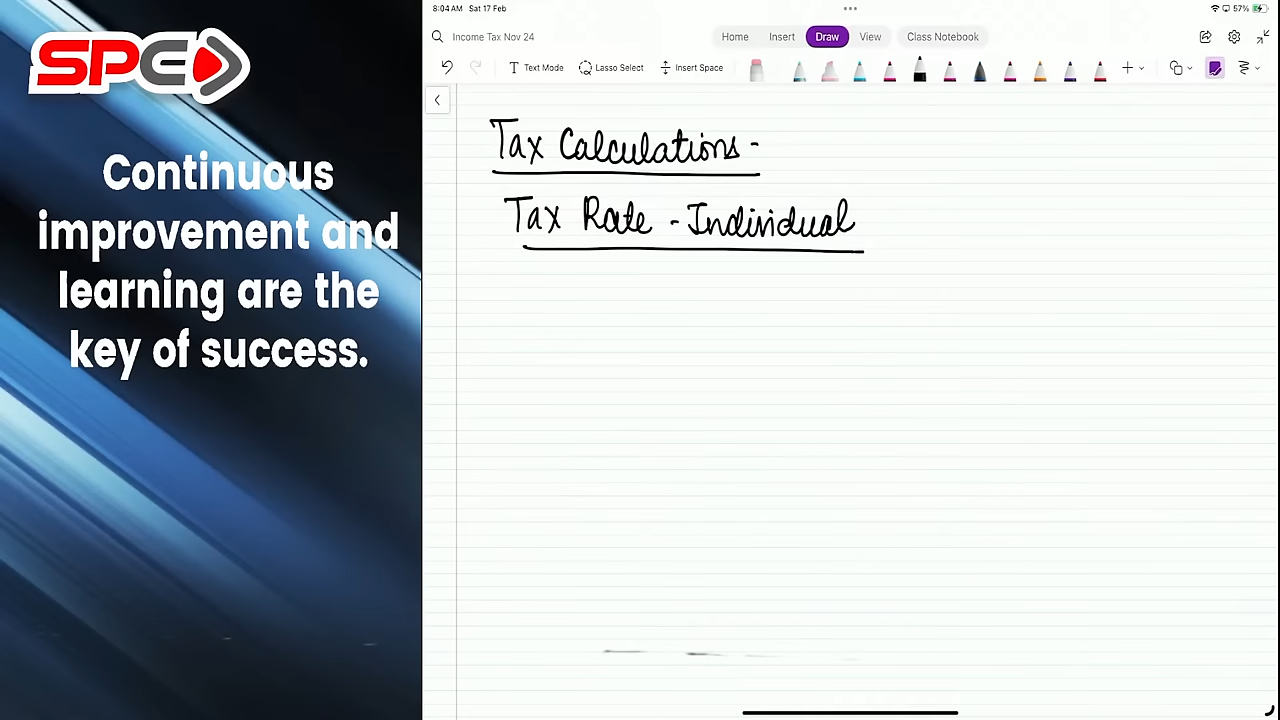 SPE
Continuous
improvement and
learning are the
key of success.
8:04 AM Sat 17 Feb
57%
Income Tax Nov 24
Home Insert Draw View Class Notebook
Text Mode Lasso Select Insert Space
Tax Calculations -
Tax Rate - Individual